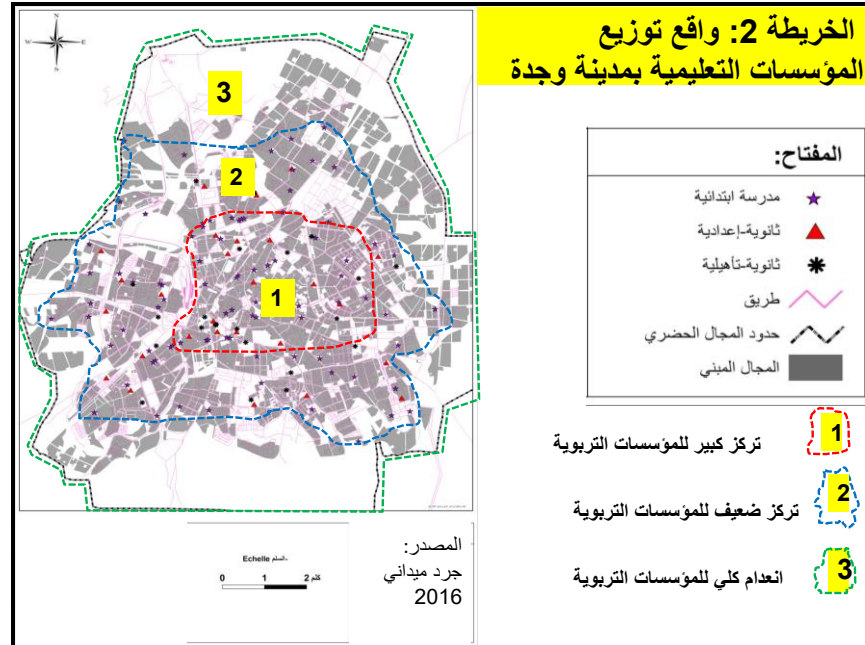 الخريطة 2: واقع توزيع
المؤسسات التعليمية بمدينة وجدة
N
W
E
S
3
2
1
المفتاح:
مدرسة ابتدائية
ثانوية-إعدادية
ثانوية-تأهيلية
طريق
حدود المجال الحضري
المجال المبني
1
تركز كبير للمؤسسات التربوية
2
تركز ضعيف للمؤسسات التربوية
3
انعدام كلي للمؤسسات التربوية
المصدر:
جرد ميداني
2016
Echelle السلم-
0 1 2 كلم